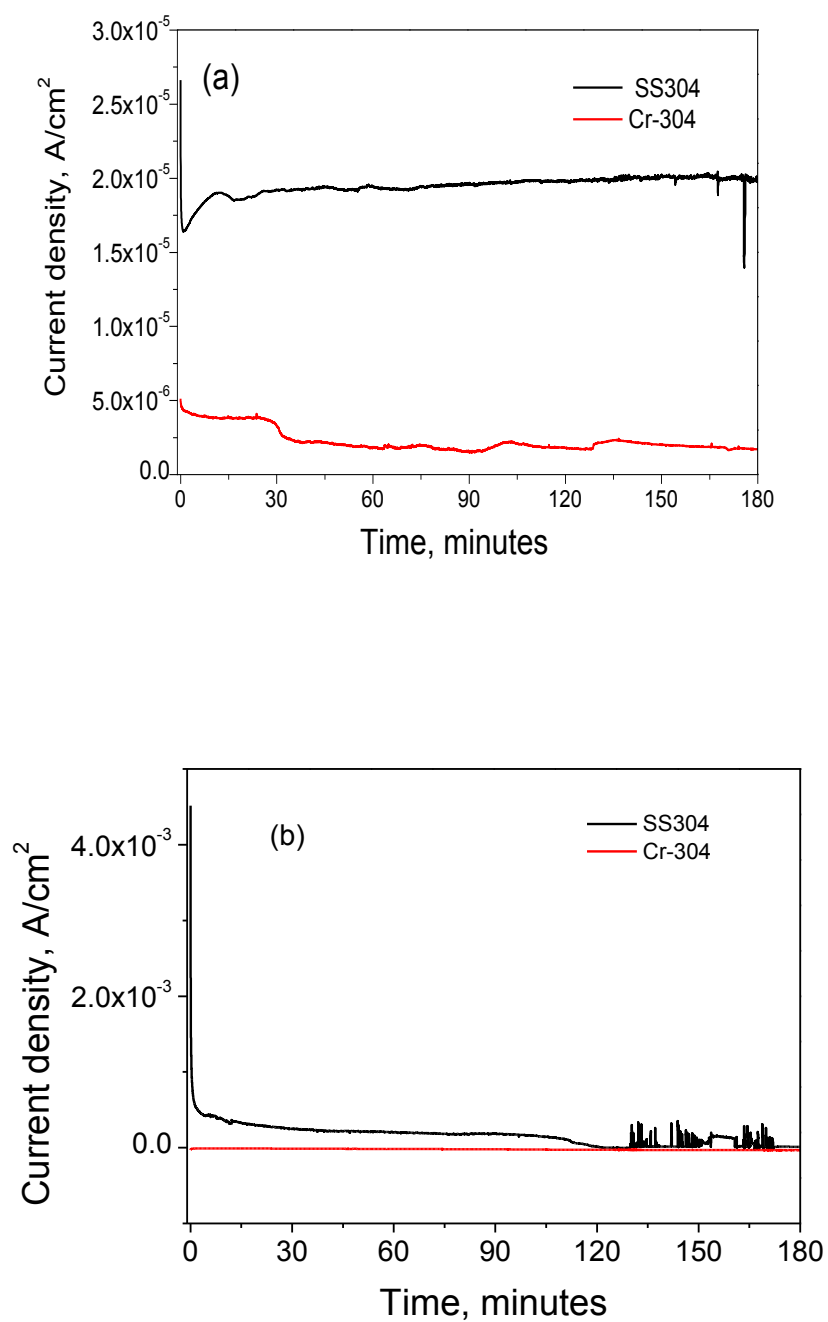 3.0x10⁻⁵
(a)
SS304
2.5x10⁻⁵
Cr-304
2.0x10⁻⁵
1.5x10⁻⁵
1.0x10⁻⁵
5.0x10⁻⁶
0.0
Current density, A/cm²
0 30 60 90 120 150 180
Time, minutes
(b)
SS304
Cr-304
4.0x10⁻³
2.0x10⁻³
0.0
Current density, A/cm²
0 30 60 90 120 150 180
Time, minutes